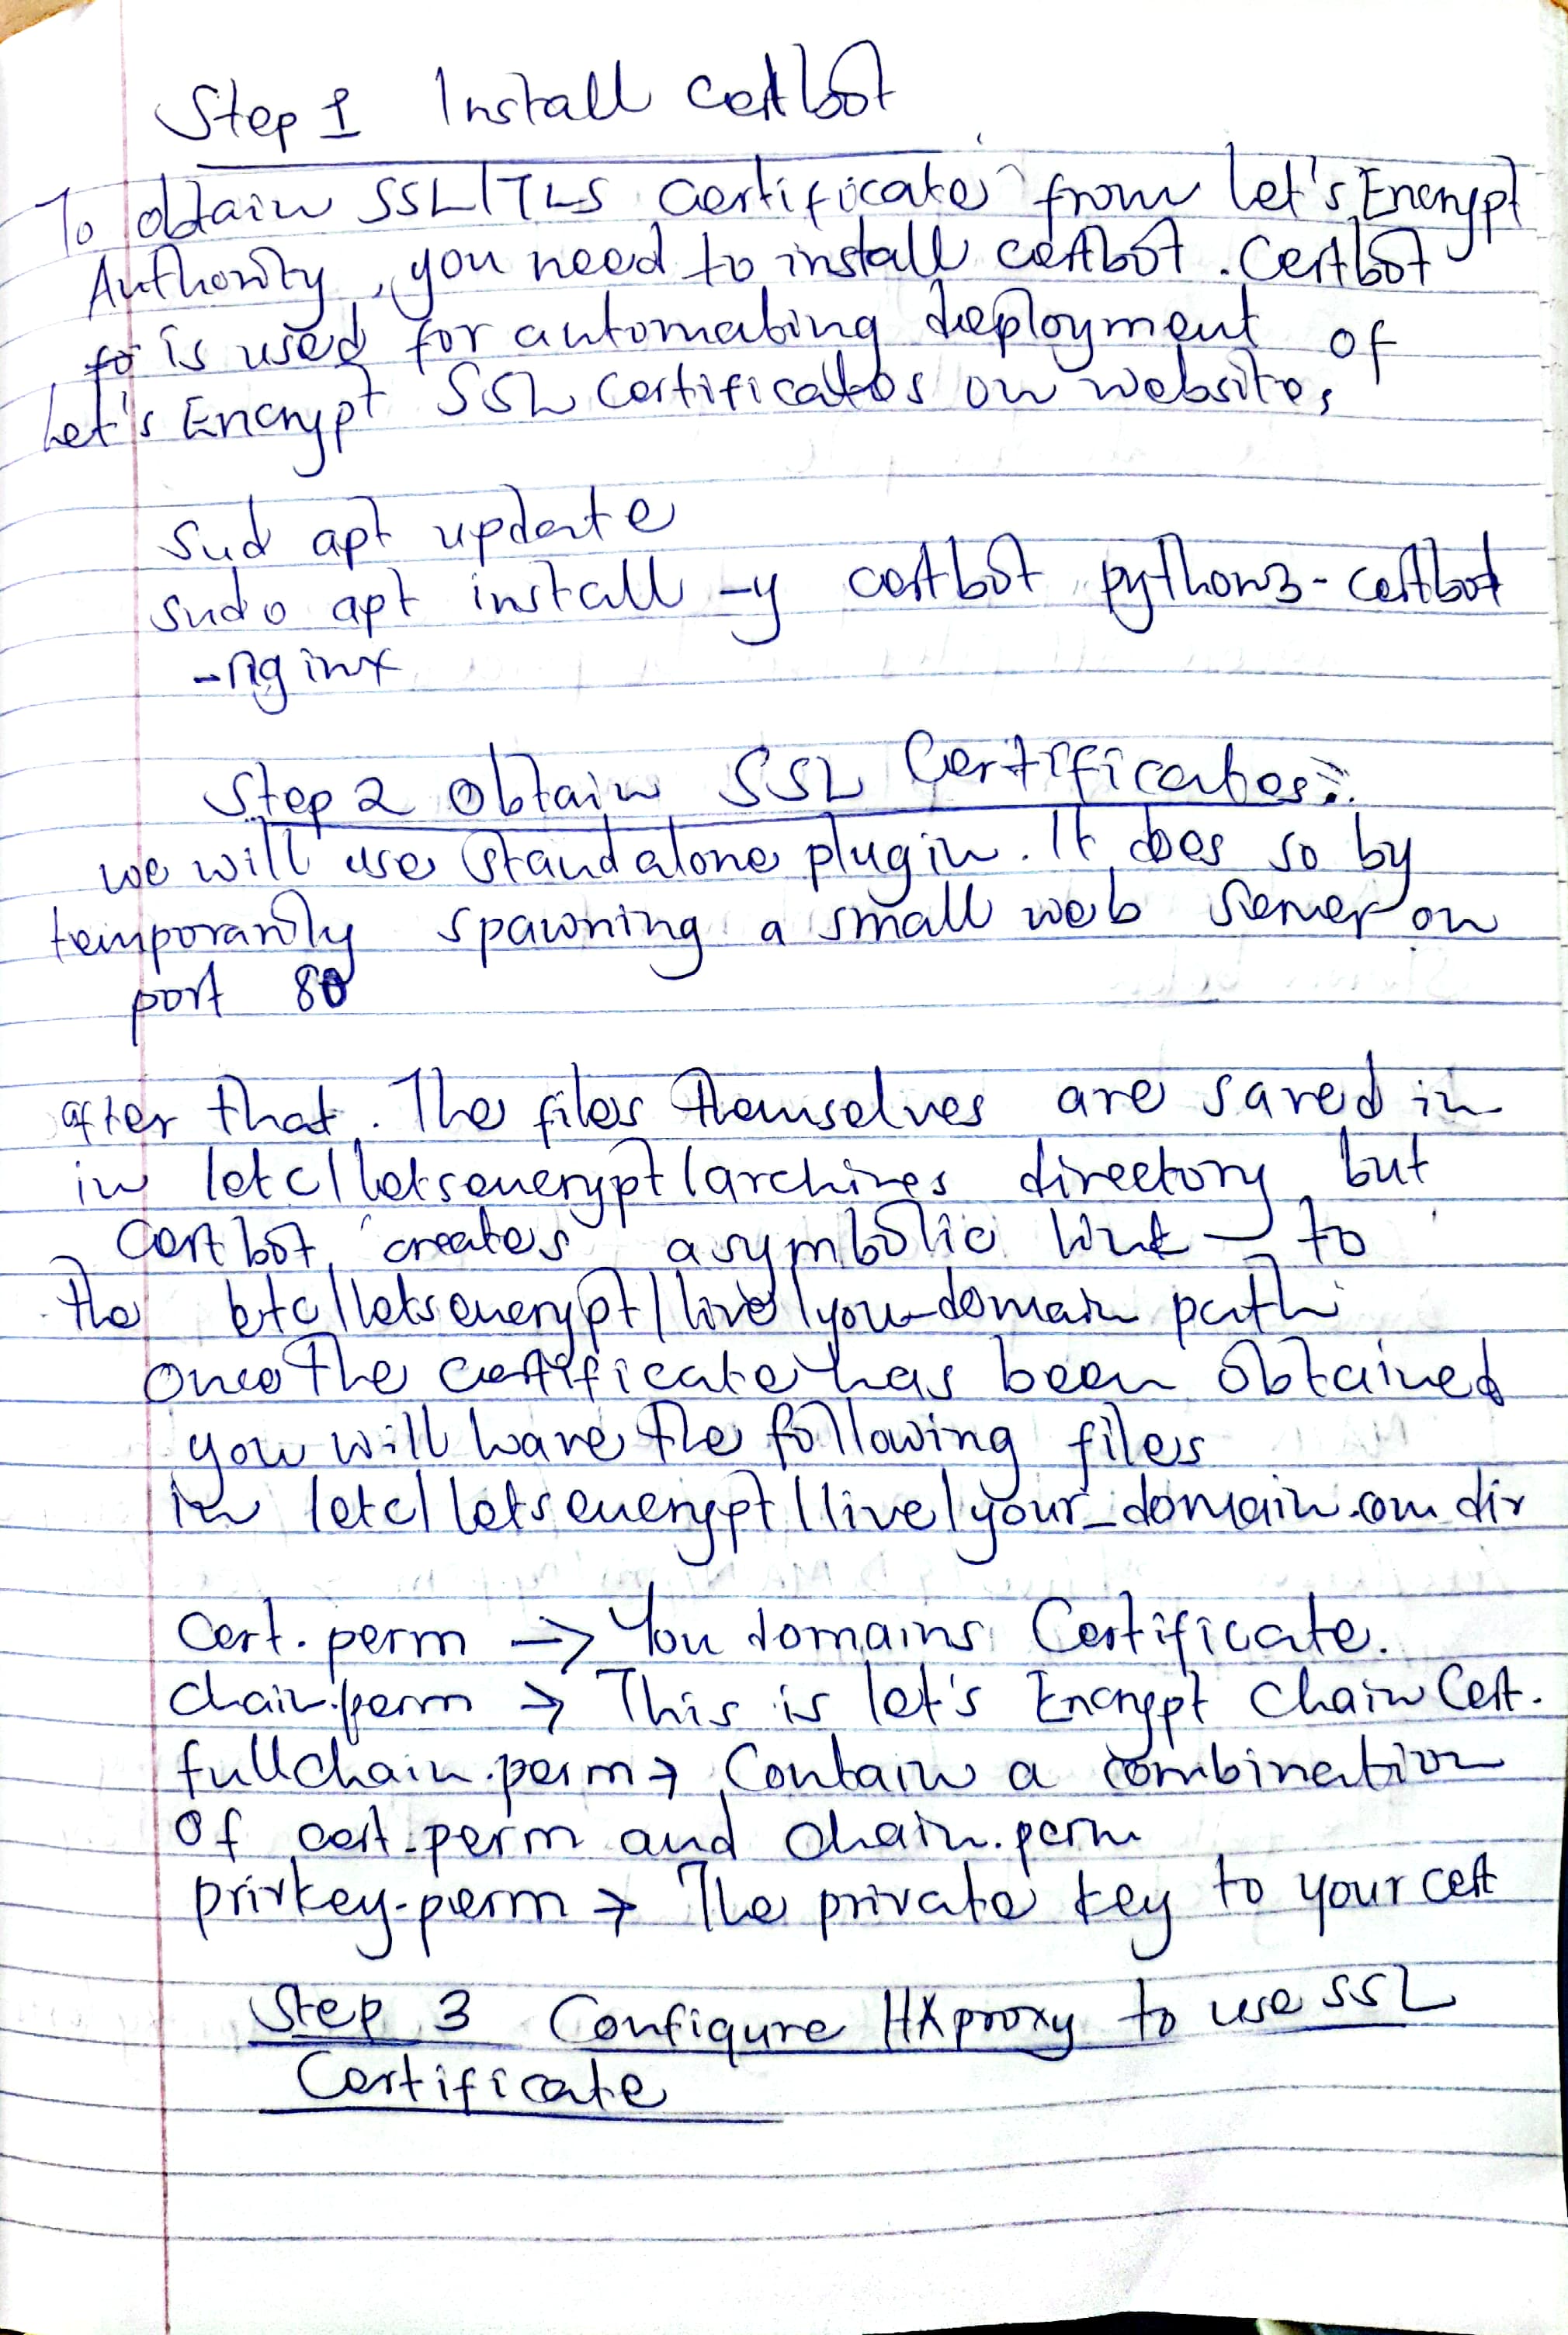 Step 1 Install certbot
To obtain SSL/TLS certificate from Let's Encrypt
Authority, you need to install certbot. Certbot
to is used for automating deployment of
Let's Encrypt SSL certificates on website,
Sud apt update
sudo apt install -y certbot python3-certbot
-nginx
Step 2 Obtain SSL Certificates:
we will use standalone plugin. It does so by
temporarily spawning a small web server on
port 80
after that. The files themselves are saved in
in /etc/letsencrypt/archives directory, but
Certbot creates a symbolic link to
the etc/letsencrypt/live/you-domain path
once the certificate has been obtained
you will have the following files
in /etc/letsencrypt/live/your_domain.com dir
Cert.perm -> You domains Certificate.
chain.perm -> This is let's Encrypt chain Cert.
fullchain.perm -> Contain a combination
Of cert.perm and chain.perm
privkey.perm -> The private key to your cert
Step 3 Configure HAproxy to use SSL
Certificate